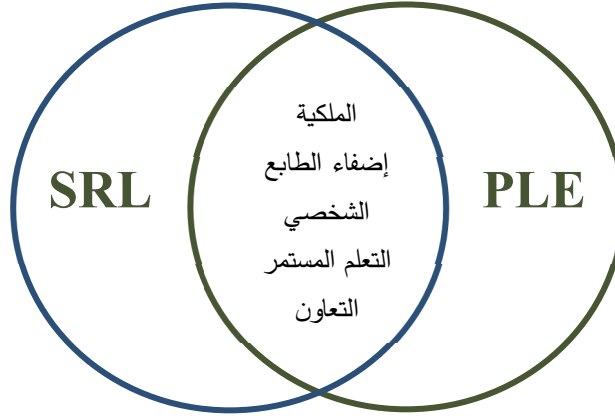 الملكية
إضفاء الطابع
الشخصي
التعلم المستمر
التعاون
SRL
PLE